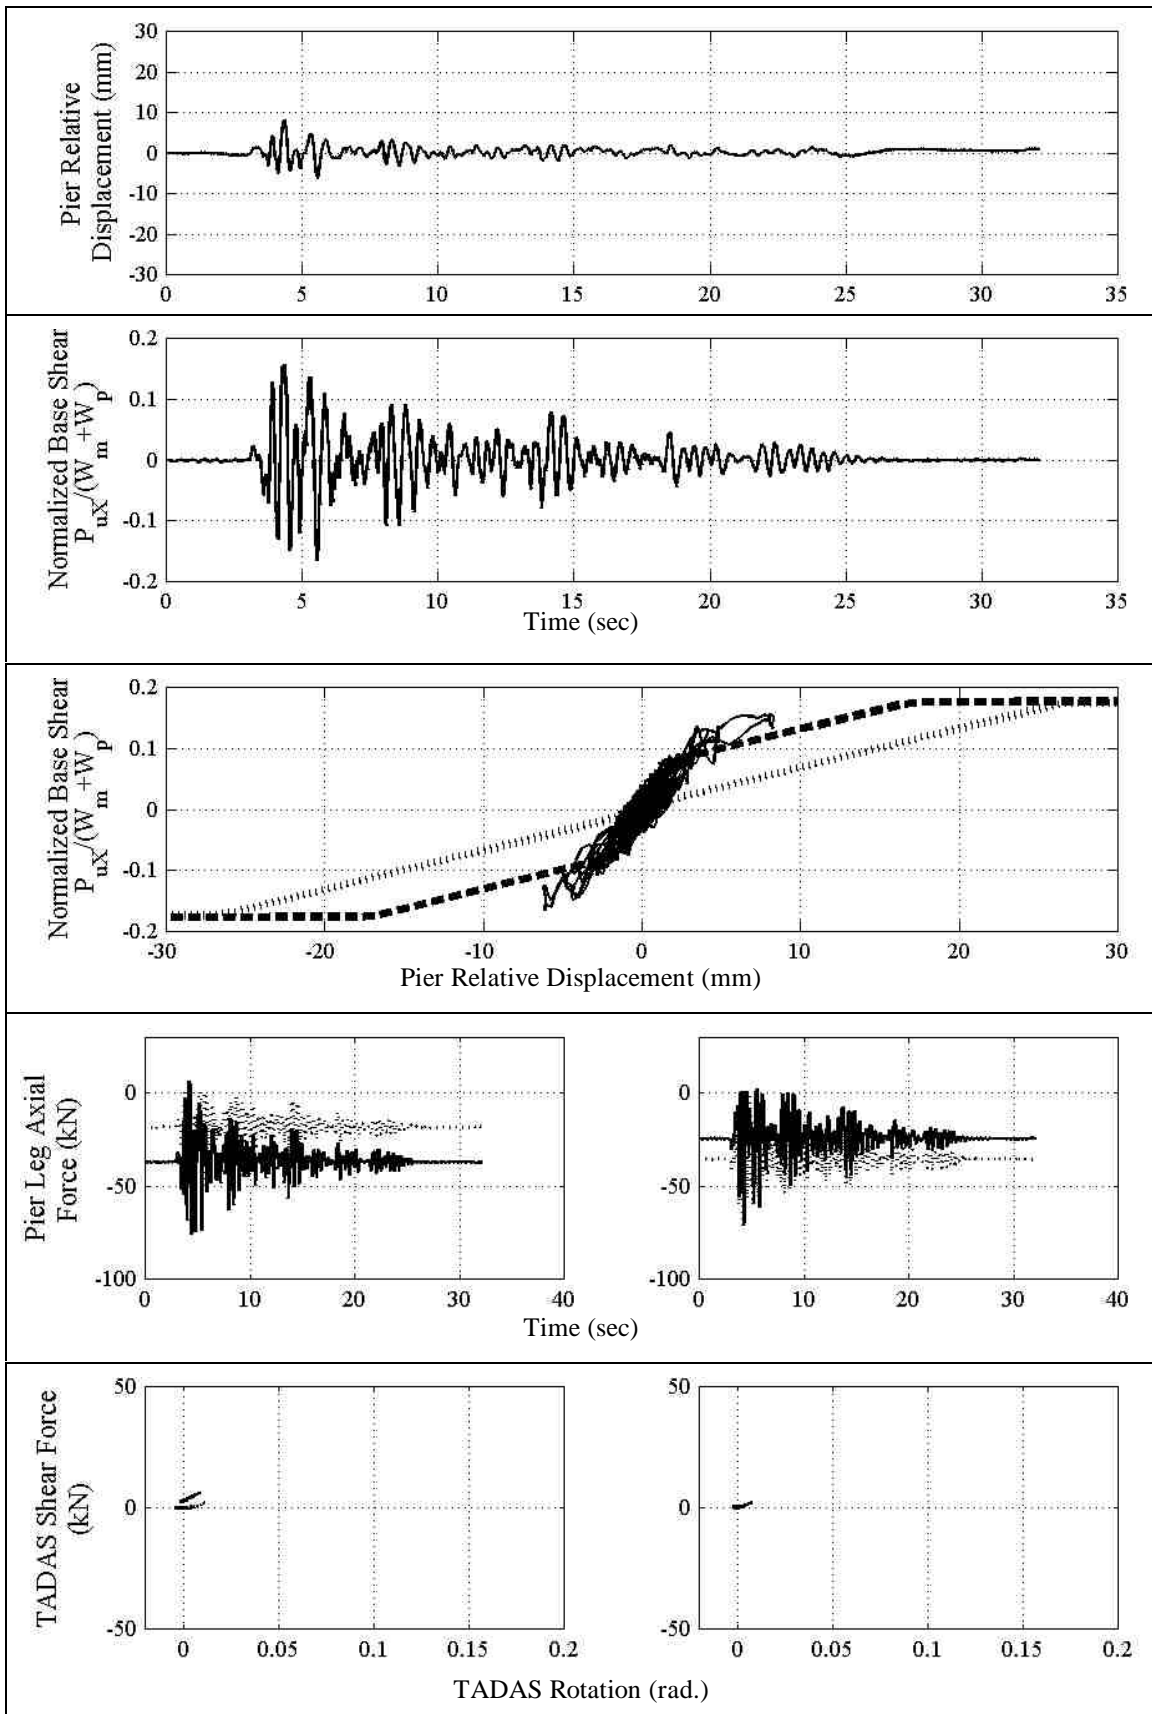 30
20
10
0
-10
-20
-30
Pier Relative
Displacement (mm)
0 5 10 15 20 25 30 35
0.2
0.1
0
-0.1
-0.2
Normalized Base Shear
P_uX/(W_m+W_p)
0 5 10 15 20 25 30 35
Time (sec)
0.2
0.1
0
-0.1
-0.2
Normalized Base Shear
P_uX/(W_m+W_p)
-30 -20 -10 0 10 20 30
Pier Relative Displacement (mm)
Pier Leg Axial
Force (kN)
0
-50
-100
0 10 20 30 40
0
-50
-100
0 10 20 30 40
Time (sec)
TADAS Shear Force
(kN)
50
0
-50
0 0.05 0.1 0.15 0.2
50
0
-50
0 0.05 0.1 0.15 0.2
TADAS Rotation (rad.)